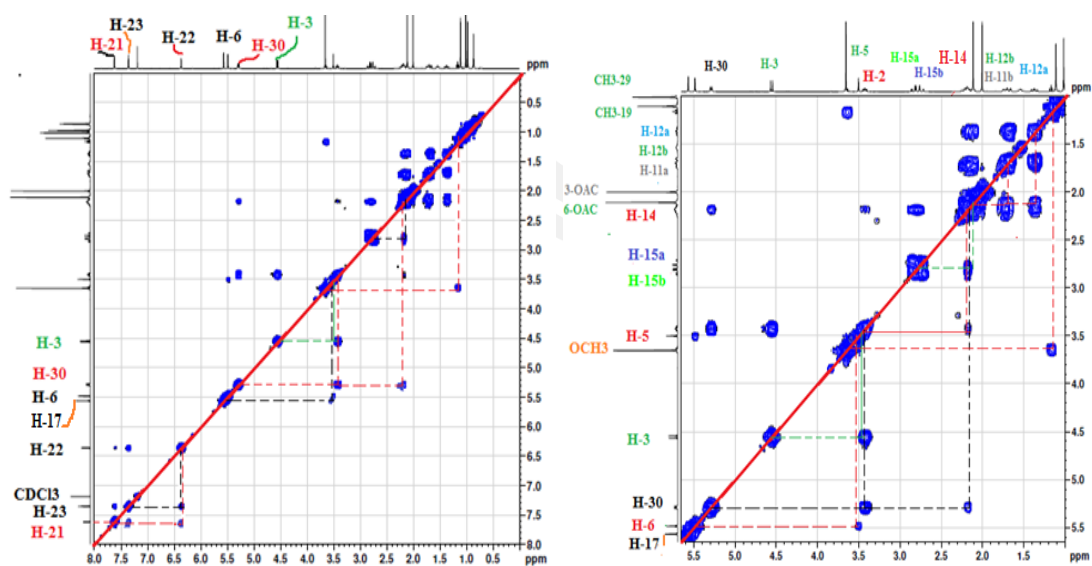 H-23
H-21
H-22
H-6
H-30
H-3
ppm
0.5
1.0
1.5
2.0
2.5
3.0
3.5
4.0
4.5
5.0
5.5
6.0
6.5
7.0
7.5
8.0
H-3
H-30
H-6
H-17
H-22
CDCl3
H-23
H-21
8.0 7.5 7.0 6.5 6.0 5.5 5.0 4.5 4.0 3.5 3.0 2.5 2.0 1.5 1.0 0.5 ppm
H-30
H-3
H-5
H-2
H-15a
H-15b
H-14
H-12b
H-11b
H-12a
ppm
CH3-29
CH3-19
H-12a
H-12b
H-11a
3-OAC
6-OAC
H-14
H-15a
H-15b
H-5
OCH3
H-3
H-30
H-6
H-17
1.5
2.0
2.5
3.0
3.5
4.0
4.5
5.0
5.5
5.0 4.5 4.0 3.5 3.0 2.5 2.0 1.5 ppm